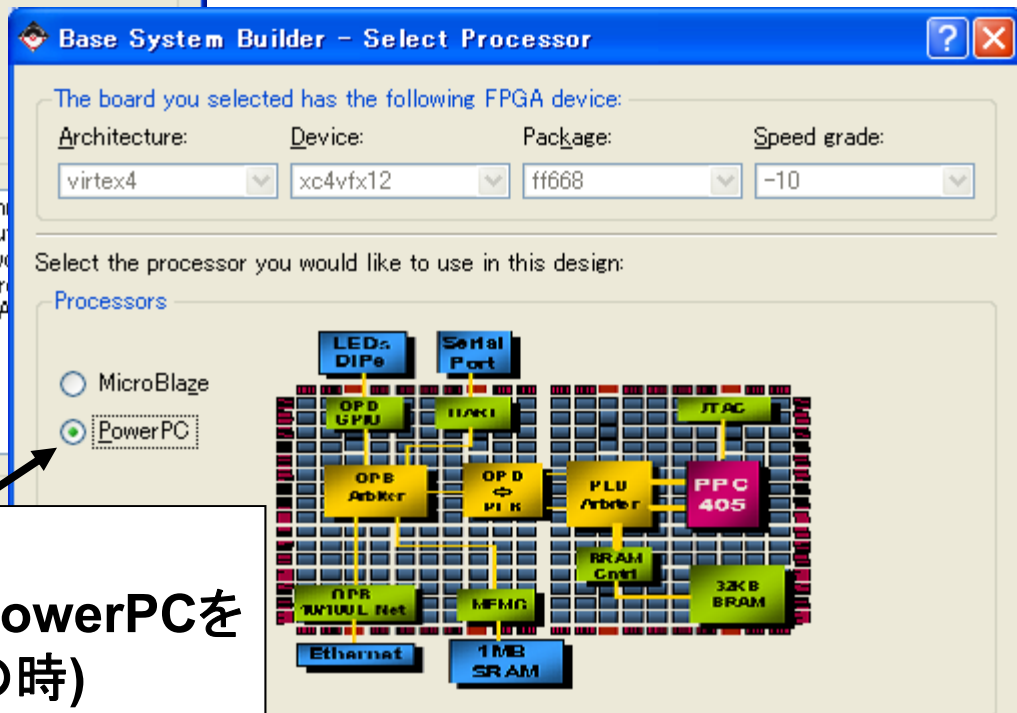 Base System Builder - Select Processor
The board you selected has the following FPGA device:
Architecture: Device: Package: Speed grade:
virtex4 xc4vfx12 ff668 -10
Select the processor you would like to use in this design:
Processors
MicroBlaze
PowerPC
LEDs
Serial
Port
GPIO
JTAG
OPB
Arbiter
Arbiter
PPC
405
BRAM
Cntrl
32KB
BRAM
10/100
Net
Ethernet
1MB
SRAM
owerPCを
時)